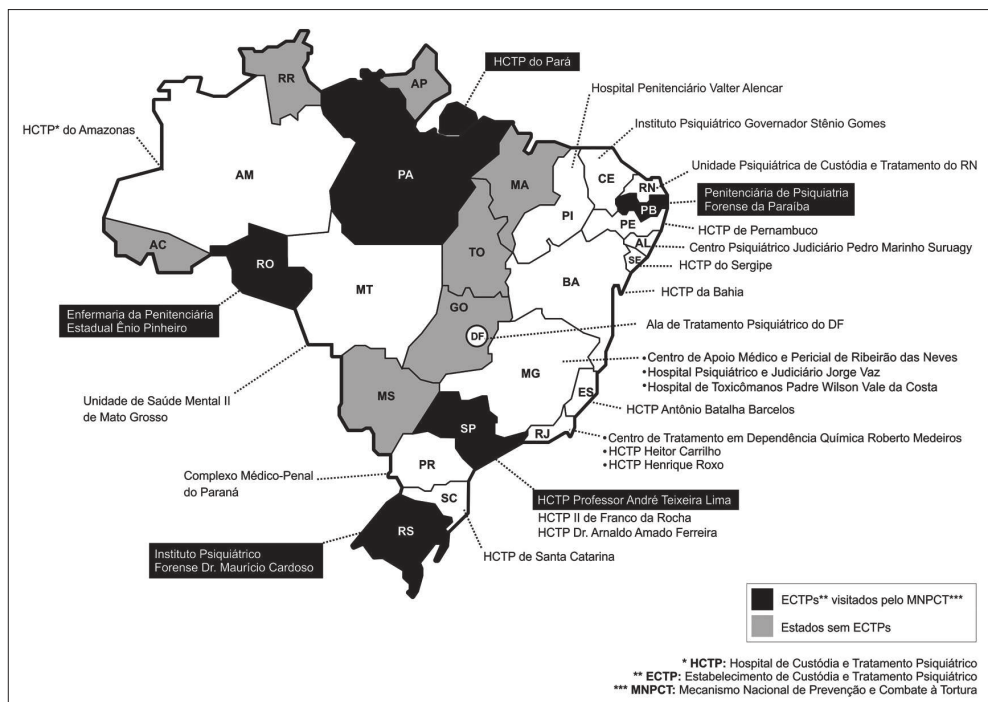 HCTP do Pará
RR
AP
Hospital Penitenciário Valter Alencar
HCTP* do Amazonas
Instituto Psiquiátrico Governador Stênio Gomes
AM
PA
MA
CE
Unidade Psiquiátrica de Custódia e Tratamento do RN
RN
Penitenciária de Psiquiatria
Forense da Paraíba
PB
PI
PE
HCTP de Pernambuco
AC
AL
Centro Psiquiátrico Judiciário Pedro Marinho Suruagy
TO
SE
HCTP do Sergipe
RO
BA
MT
HCTP da Bahia
Enfermaria da Penitenciária
Estadual Ênio Pinheiro
GO
DF
Ala de Tratamento Psiquiátrico do DF
• Centro de Apoio Médico e Pericial de Ribeirão das Neves
• Hospital Psiquiátrico e Judiciário Jorge Vaz
• Hospital de Toxicômanos Padre Wilson Vale da Costa
MG
ES
Unidade de Saúde Mental II
de Mato Grosso
MS
HCTP Antônio Batalha Barcelos
SP
RJ
• Centro de Tratamento em Dependência Química Roberto Medeiros
• HCTP Heitor Carrilho
• HCTP Henrique Roxo
PR
Complexo Médico-Penal
do Paraná
SC
HCTP Professor André Teixeira Lima
HCTP II de Franco da Rocha
HCTP Dr. Arnaldo Amado Ferreira
RS
Instituto Psiquiátrico
Forense Dr. Maurício Cardoso
HCTP de Santa Catarina
ECTPs** visitados pelo MNPCT***
Estados sem ECTPs
* HCTP: Hospital de Custódia e Tratamento Psiquiátrico
** ECTP: Estabelecimento de Custódia e Tratamento Psiquiátrico
*** MNPCT: Mecanismo Nacional de Prevenção e Combate à Tortura